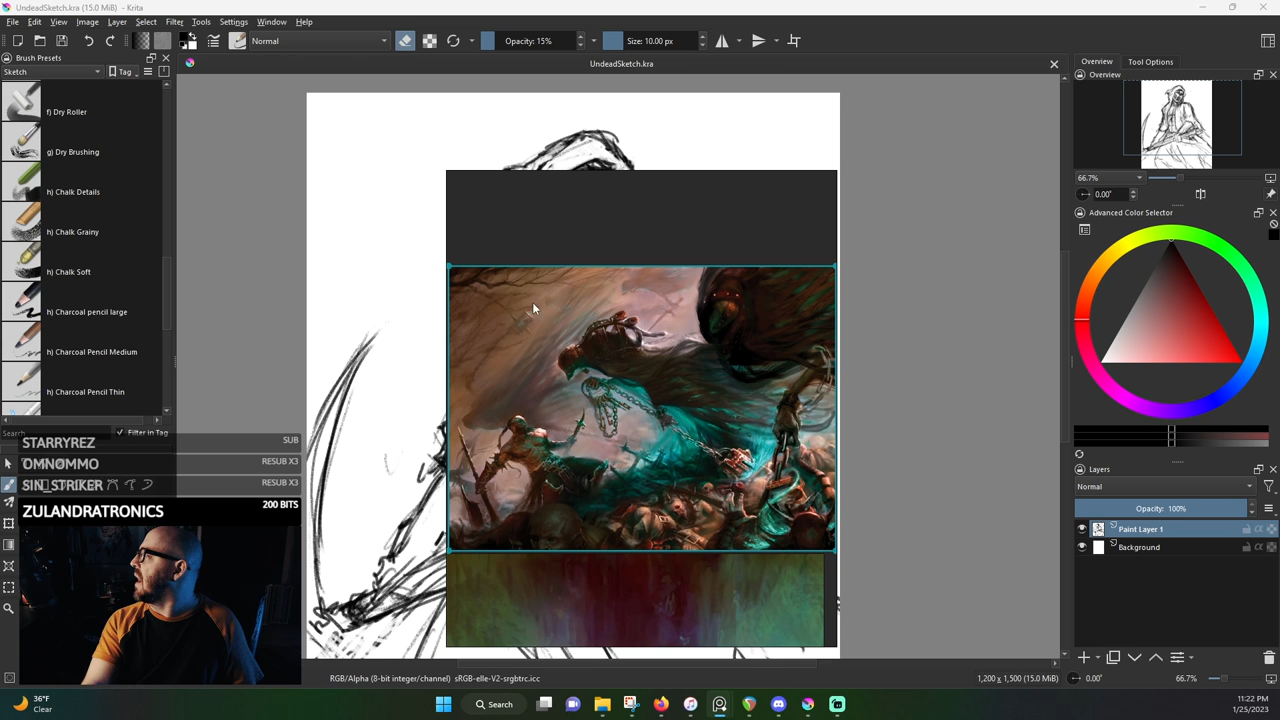 UndeadSketch.kra (15.0 MiB) - Krita
File Edit View Image Layer Select Filter Tools Settings Window Help
Normal
Opacity: 15%
Size: 10.00 px
Brush Presets
Sketch
Tag
f) Dry Roller
g) Dry Brushing
h) Chalk Details
h) Chalk Grainy
h) Chalk Soft
h) Charcoal pencil large
h) Charcoal Pencil Medium
h) Charcoal Pencil Thin
Search
Filter in Tag
STARRYREZ SUB
OMNOMMO RESUB X3
SIN_STRIKER RESUB X3
ZULANDRATRONICS 200 BITS
UndeadSketch.kra
Overview Tool Options
Overview
66.7%
0.00°
Advanced Color Selector
Layers
Normal
Opacity: 100%
Paint Layer 1
Background
RGB/Alpha (8-bit integer/channel) sRGB-elle-V2-srgbtrc.icc
1,200 x 1,500 (15.0 MiB)
0.00°
66.7%
36°F
Clear
Search
11:22 PM
1/25/2023